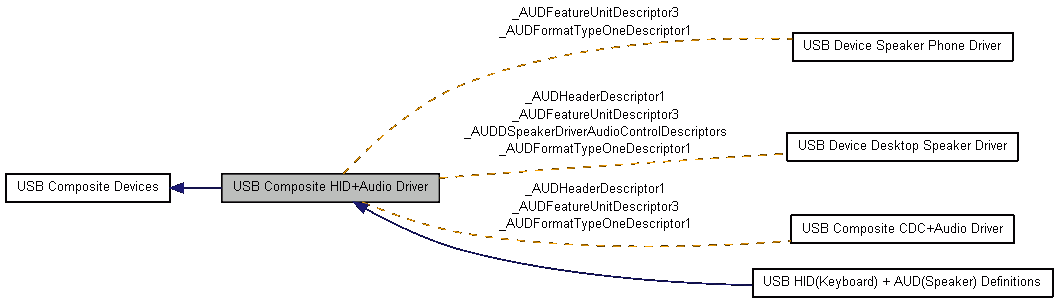 _AUDFeatureUnitDescriptor3
_AUDFormatTypeOneDescriptor1
USB Device Speaker Phone Driver
_AUDHeaderDescriptor1
_AUDFeatureUnitDescriptor3
_AUDDSpeakerDriverAudioControlDescriptors
_AUDFormatTypeOneDescriptor1
USB Device Desktop Speaker Driver
USB Composite Devices
USB Composite HID+Audio Driver
_AUDHeaderDescriptor1
_AUDFeatureUnitDescriptor3
_AUDFormatTypeOneDescriptor1
USB Composite CDC+Audio Driver
USB HID(Keyboard) + AUD(Speaker) Definitions